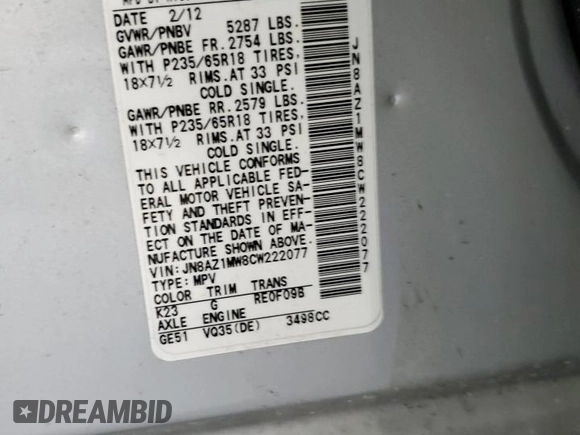 DATE 2/12
GVWR/PNBV 5287 LBS.
GAWR/PNBE FR. 2754 LBS.
WITH P235/65R18 TIRES,
18×7½ RIMS.AT 33 PSI
COLD SINGLE.
GAWR/PNBE RR. 2579 LBS.
WITH P235/65R18 TIRES,
18×7½ RIMS.AT 33 PSI
COLD SINGLE.
THIS VEHICLE CONFORMS
TO ALL APPLICABLE FED-
ERAL MOTOR VEHICLE SA-
FETY AND THEFT PREVEN-
TION STANDARDS IN EFF-
ECT ON THE DATE OF MA-
NUFACTURE SHOWN ABOVE.
VIN:JN8AZ1MW8CW222077
TYPE:MPV
COLOR TRIM TRANS
K23 G RE0F09B
AXLE ENGINE
GE51 VQ35(DE) 3498CC
JN8AZ1MW8CW222077
DREAMBID